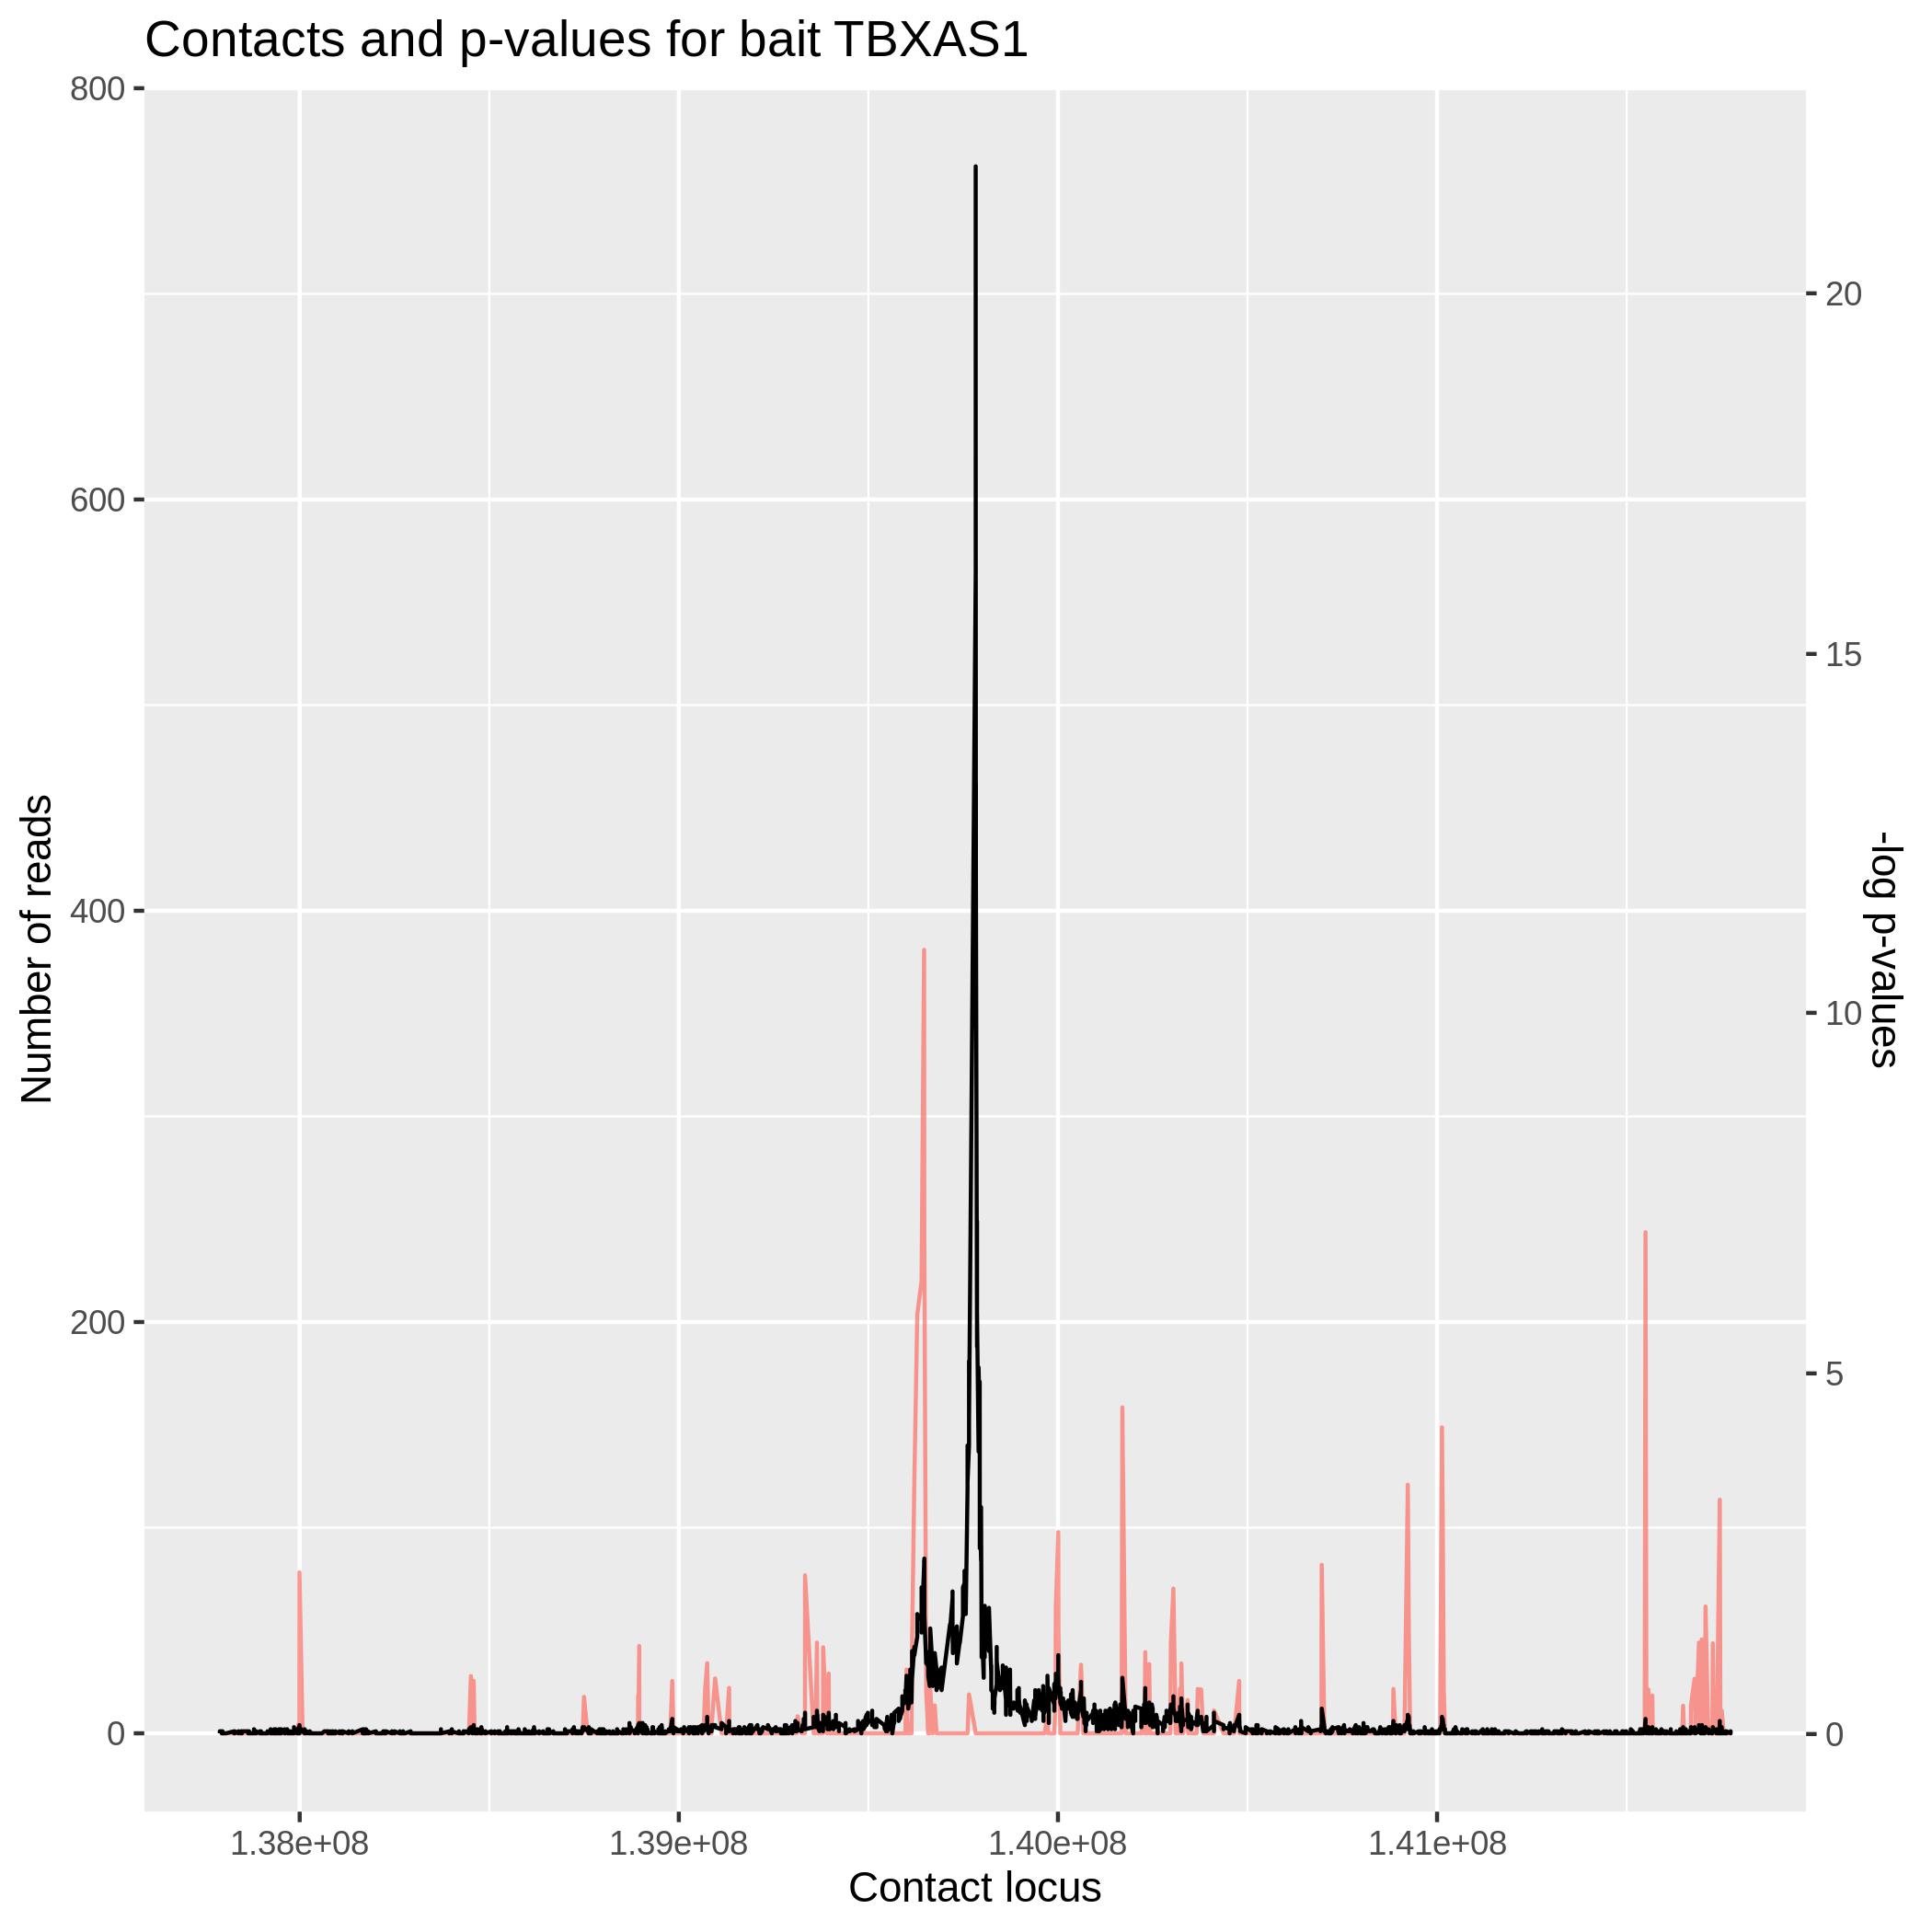 Contacts and p-values for bait TBXAS1
800
600
400
200
0
Number of reads
20
15
10
5
0
-log p-values
1.38e+08
1.39e+08
1.40e+08
1.41e+08
Contact locus